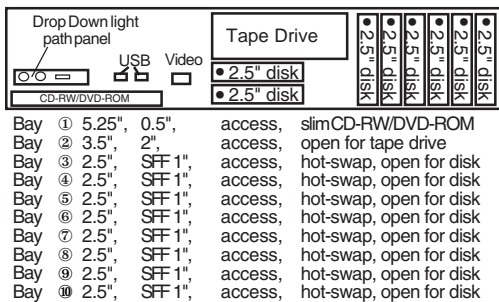 Drop Down light
path panel
USB
Video
CD-RW/DVD-ROM
Tape Drive
• 2.5" disk
• 2.5" disk
• 2.5" disk
• 2.5" disk
• 2.5" disk
• 2.5" disk
• 2.5" disk
• 2.5" disk
Bay ① 5.25", 0.5", access, slimCD-RW/DVD-ROM
Bay ② 3.5", 2", access, open for tape drive
Bay ③ 2.5", SFF 1", access, hot-swap, open for disk
Bay ④ 2.5", SFF 1", access, hot-swap, open for disk
Bay ⑤ 2.5", SFF 1", access, hot-swap, open for disk
Bay ⑥ 2.5", SFF 1", access, hot-swap, open for disk
Bay ⑦ 2.5", SFF 1", access, hot-swap, open for disk
Bay ⑧ 2.5", SFF 1", access, hot-swap, open for disk
Bay ⑨ 2.5", SFF 1", access, hot-swap, open for disk
Bay ⑩ 2.5", SFF 1", access, hot-swap, open for disk